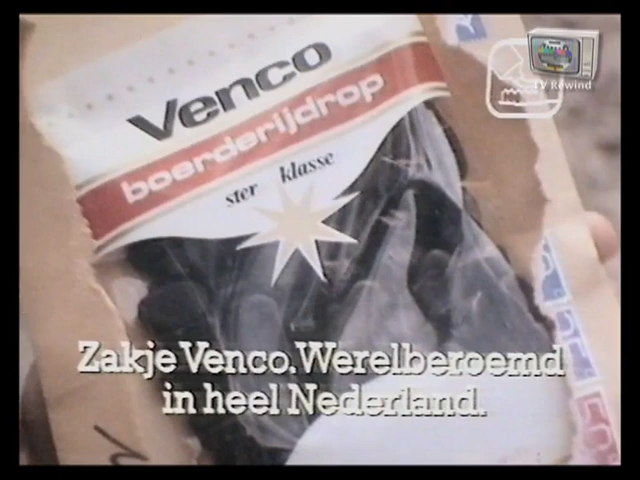 TV Rewind
Venco
boerderijdrop
ster klasse
Zakje Venco. Werelberoemd
in heel Nederland.